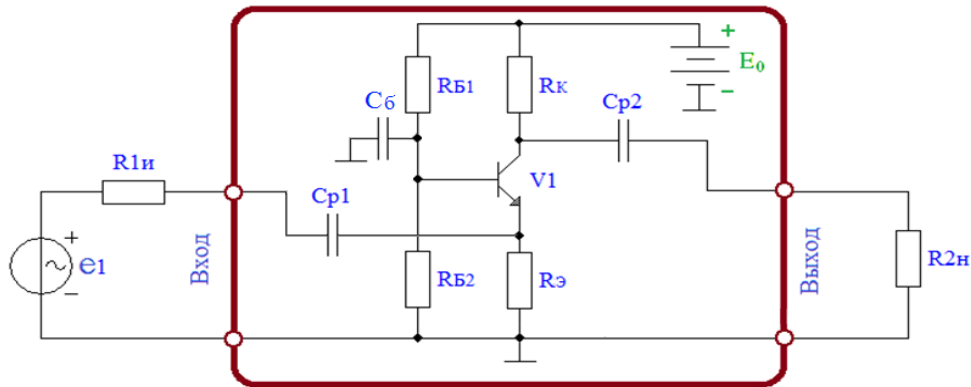 +
E₀
−
RБ1
RК
Cб
Cр2
R1и
Cр1
V1
+
e1
−
Вход
RБ2
RЭ
Выход
R2н